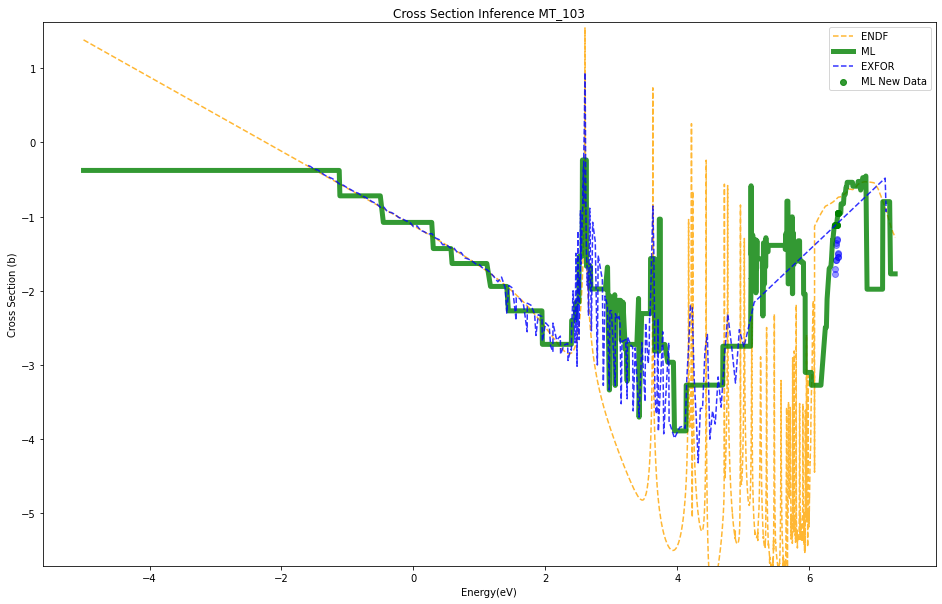 Cross Section Inference MT_103
ENDF
ML
EXFOR
ML New Data
Cross Section (b)
1
0
−1
−2
−3
−4
−5
−4
−2
0
2
4
6
Energy(eV)